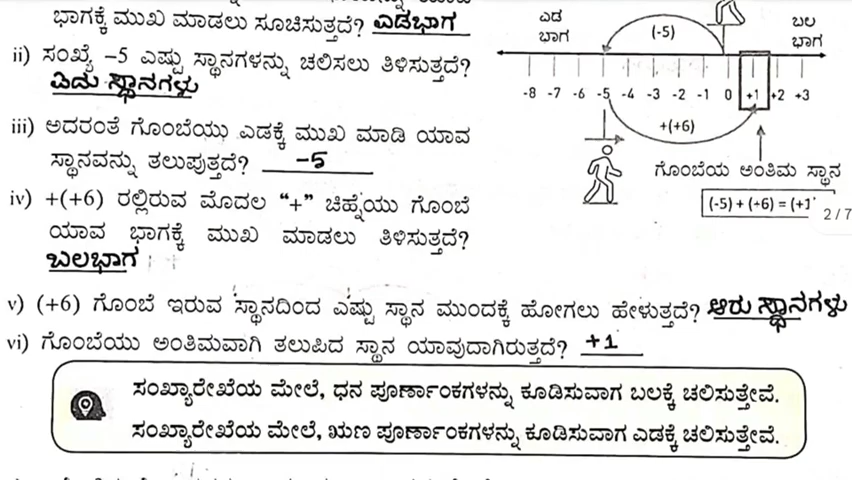 ಭಾಗಕ್ಕೆ ಮುಖ ಮಾಡಲು ಸೂಚಿಸುತ್ತದೆ? ಎಡಭಾಗ
ii) ಸಂಖ್ಯೆ –5 ಎಷ್ಟು ಸ್ಥಾನಗಳನ್ನು ಚಲಿಸಲು ತಿಳಿಸುತ್ತದೆ?
ಐದು ಸ್ಥಾನಗಳು
iii) ಅದರಂತೆ ಗೊಂಬೆಯು ಎಡಕ್ಕೆ ಮುಖ ಮಾಡಿ ಯಾವ
ಸ್ಥಾನವನ್ನು ತಲುಪುತ್ತದೆ? –5
iv) +(+6) ರಲ್ಲಿರುವ ಮೊದಲ “+” ಚಿಹ್ನೆಯು ಗೊಂಬೆ
ಯಾವ ಭಾಗಕ್ಕೆ ಮುಖ ಮಾಡಲು ತಿಳಿಸುತ್ತದೆ?
ಬಲಭಾಗ
ಎಡ
ಭಾಗ
(-5)
ಬಲ
ಭಾಗ
-8 -7 -6 -5 -4 -3 -2 -1 0 +1 +2 +3
+(+6)
ಗೊಂಬೆಯ ಅಂತಿಮ ಸ್ಥಾನ
(-5) + (+6) = (+1)
2/7
v) (+6) ಗೊಂಬೆ ಇರುವ ಸ್ಥಾನದಿಂದ ಎಷ್ಟು ಸ್ಥಾನ ಮುಂದಕ್ಕೆ ಹೋಗಲು ಹೇಳುತ್ತದೆ? ಆರು ಸ್ಥಾನಗಳು
vi) ಗೊಂಬೆಯು ಅಂತಿಮವಾಗಿ ತಲುಪಿದ ಸ್ಥಾನ ಯಾವುದಾಗಿರುತ್ತದೆ? +1
ಸಂಖ್ಯಾರೇಖೆಯ ಮೇಲೆ, ಧನ ಪೂರ್ಣಾಂಕಗಳನ್ನು ಕೂಡಿಸುವಾಗ ಬಲಕ್ಕೆ ಚಲಿಸುತ್ತೇವೆ.
ಸಂಖ್ಯಾರೇಖೆಯ ಮೇಲೆ, ಋಣ ಪೂರ್ಣಾಂಕಗಳನ್ನು ಕೂಡಿಸುವಾಗ ಎಡಕ್ಕೆ ಚಲಿಸುತ್ತೇವೆ.